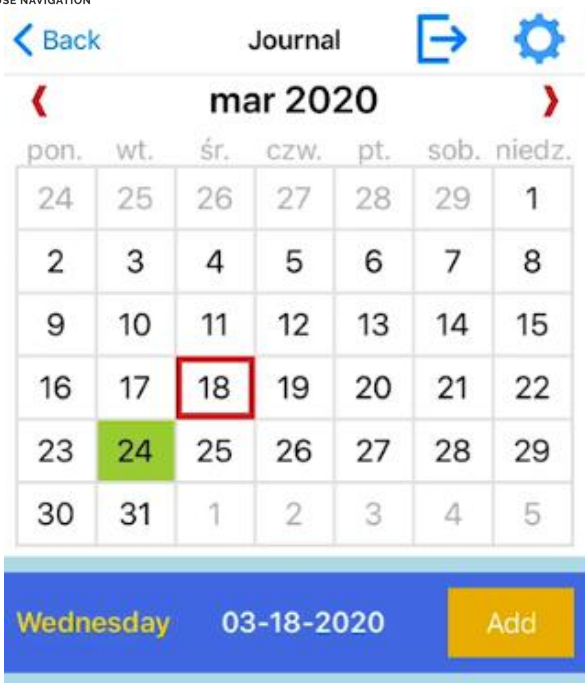 SE NAVIGATION
Back Journal
mar 2020
pon. wt. śr. czw. pt. sob. niedz.
24 25 26 27 28 29 1
2 3 4 5 6 7 8
9 10 11 12 13 14 15
16 17 18 19 20 21 22
23 24 25 26 27 28 29
30 31 1 2 3 4 5
Wednesday 03-18-2020 Add